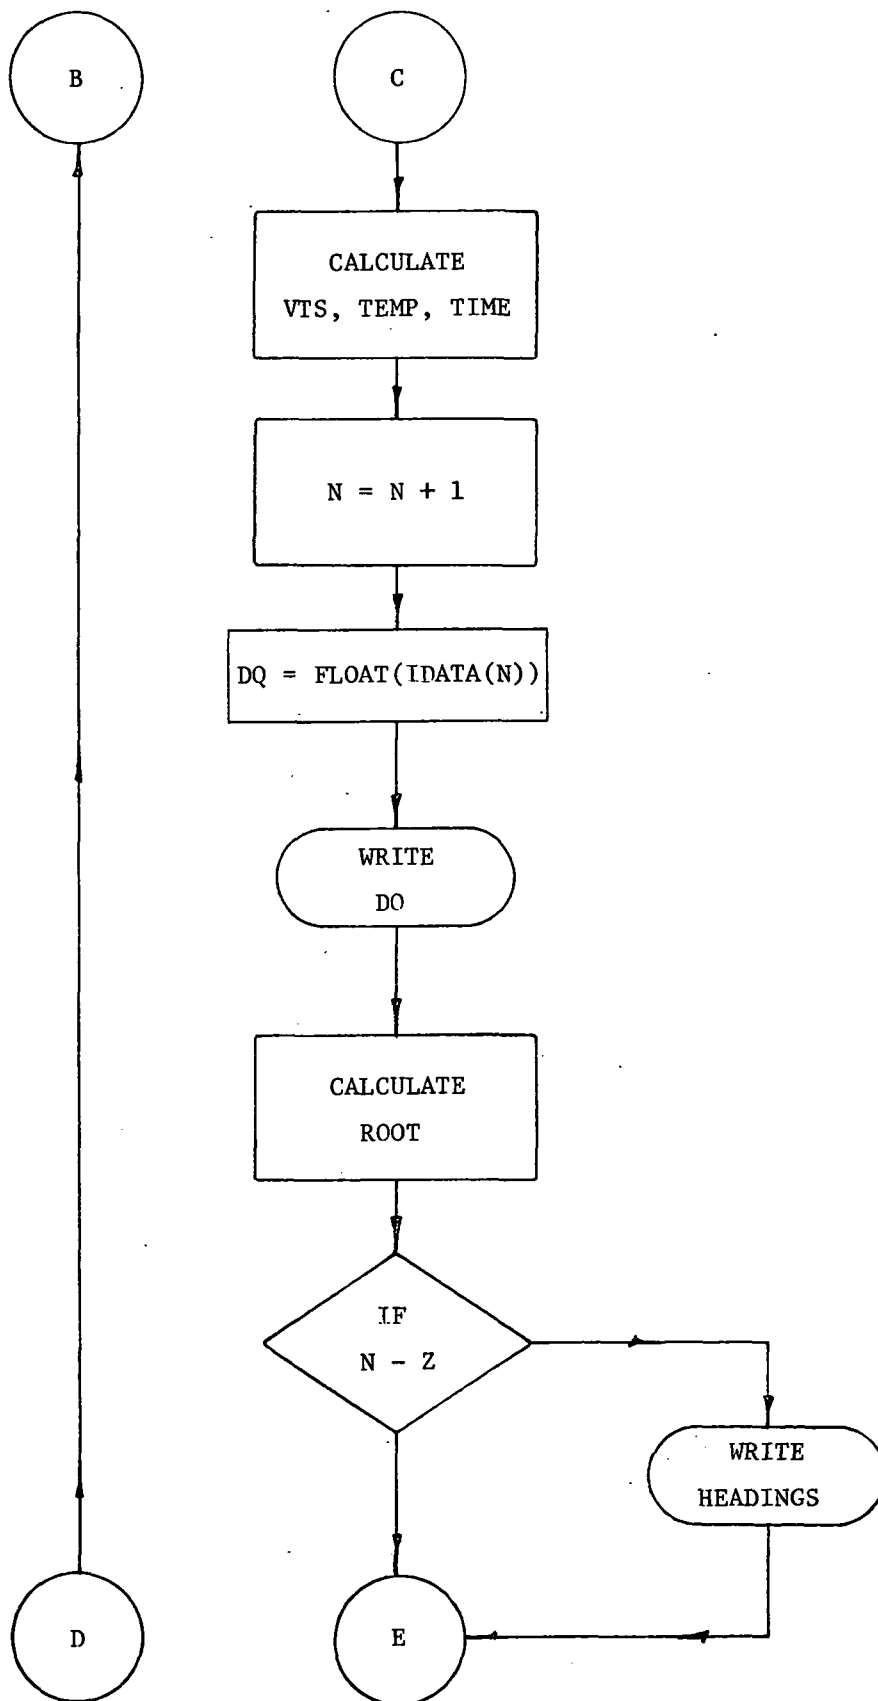 B
C
CALCULATE
VTS, TEMP, TIME
N = N + 1
DQ = FLOAT(IDATA(N))
WRITE
DO
CALCULATE
ROOT
IF
N - Z
WRITE
HEADINGS
D
E